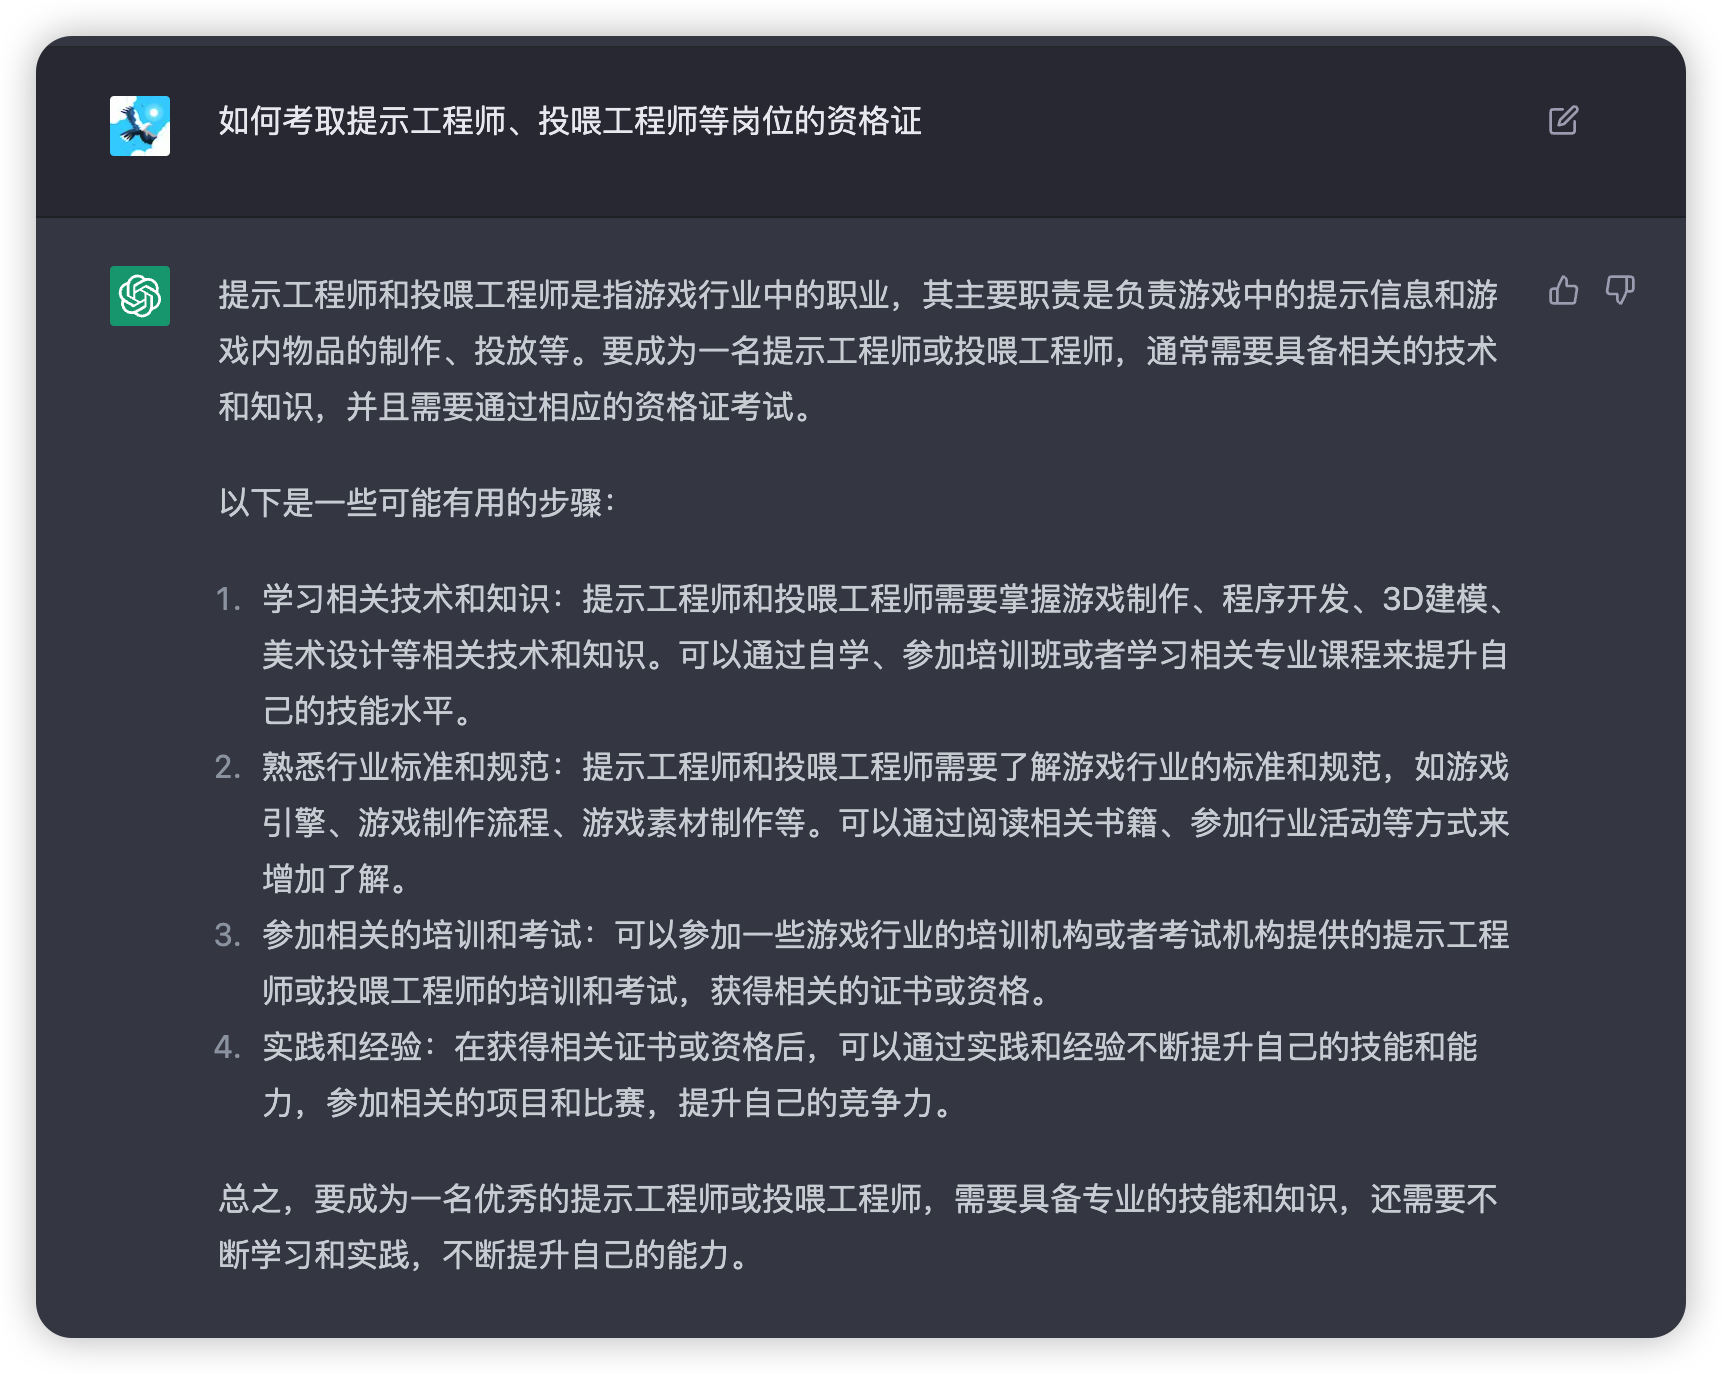 如何考取提示工程师、投喂工程师等岗位的资格证
提示工程师和投喂工程师是指游戏行业中的职业，其主要职责是负责游戏中的提示信息和游
戏内物品的制作、投放等。要成为一名提示工程师或投喂工程师，通常需要具备相关的技术
和知识，并且需要通过相应的资格证考试。
以下是一些可能有用的步骤：
1. 学习相关技术和知识：提示工程师和投喂工程师需要掌握游戏制作、程序开发、3D建模、
美术设计等相关技术和知识。可以通过自学、参加培训班或者学习相关专业课程来提升自
己的技能水平。
2. 熟悉行业标准和规范：提示工程师和投喂工程师需要了解游戏行业的标准和规范，如游戏
引擎、游戏制作流程、游戏素材制作等。可以通过阅读相关书籍、参加行业活动等方式来
增加了解。
3. 参加相关的培训和考试：可以参加一些游戏行业的培训机构或者考试机构提供的提示工程
师或投喂工程师的培训和考试，获得相关的证书或资格。
4. 实践和经验：在获得相关证书或资格后，可以通过实践和经验不断提升自己的技能和能
力，参加相关的项目和比赛，提升自己的竞争力。
总之，要成为一名优秀的提示工程师或投喂工程师，需要具备专业的技能和知识，还需要不
断学习和实践，不断提升自己的能力。